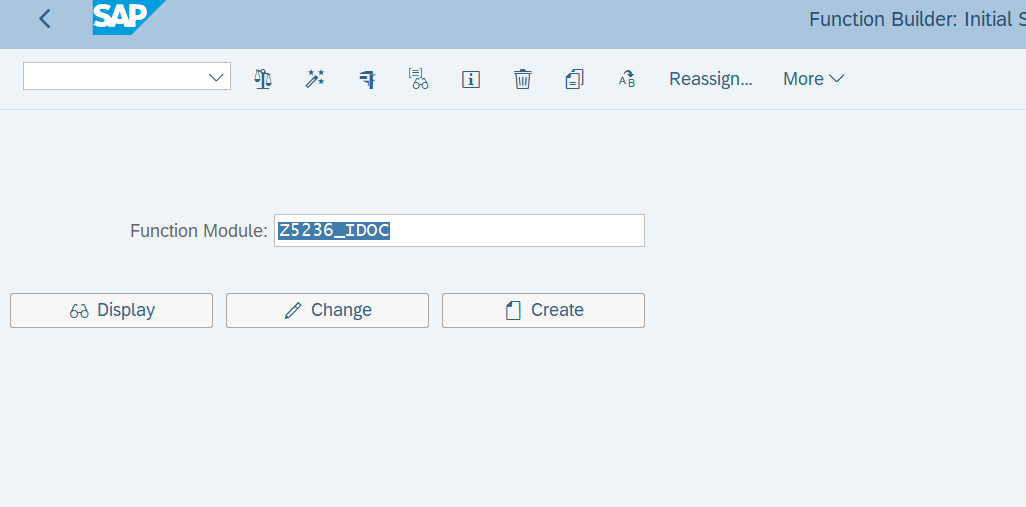 SAP
Function Builder: Initial S
Reassign... More
Function Module: Z5236_IDOC
Display Change Create